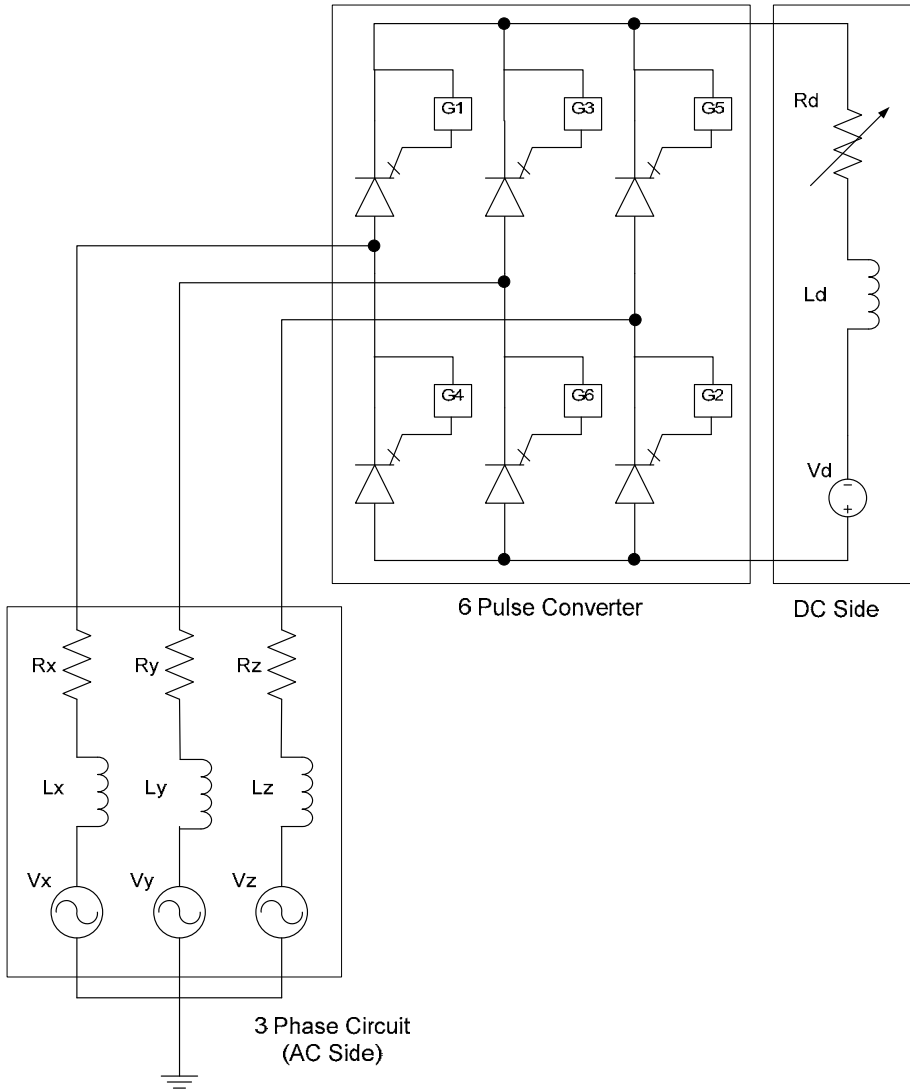 G1
G3
G5
Rd
Ld
G4
G6
G2
Vd
−
+
6 Pulse Converter
DC Side
Rx
Ry
Rz
Lx
Ly
Lz
Vx
Vy
Vz
3 Phase Circuit
(AC Side)